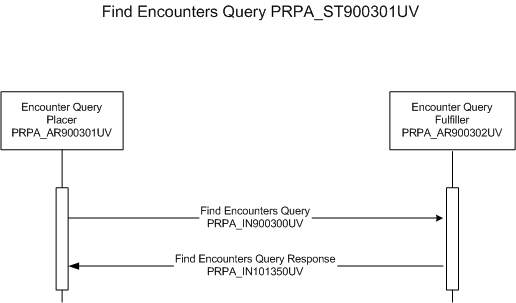 Find Encounters Query PRPA_ST900301UV
Encounter Query
Placer
PRPA_AR900301UV
Encounter Query
Fulfiller
PRPA_AR900302UV
Find Encounters Query
PRPA_IN900300UV
Find Encounters Query Response
PRPA_IN101350UV